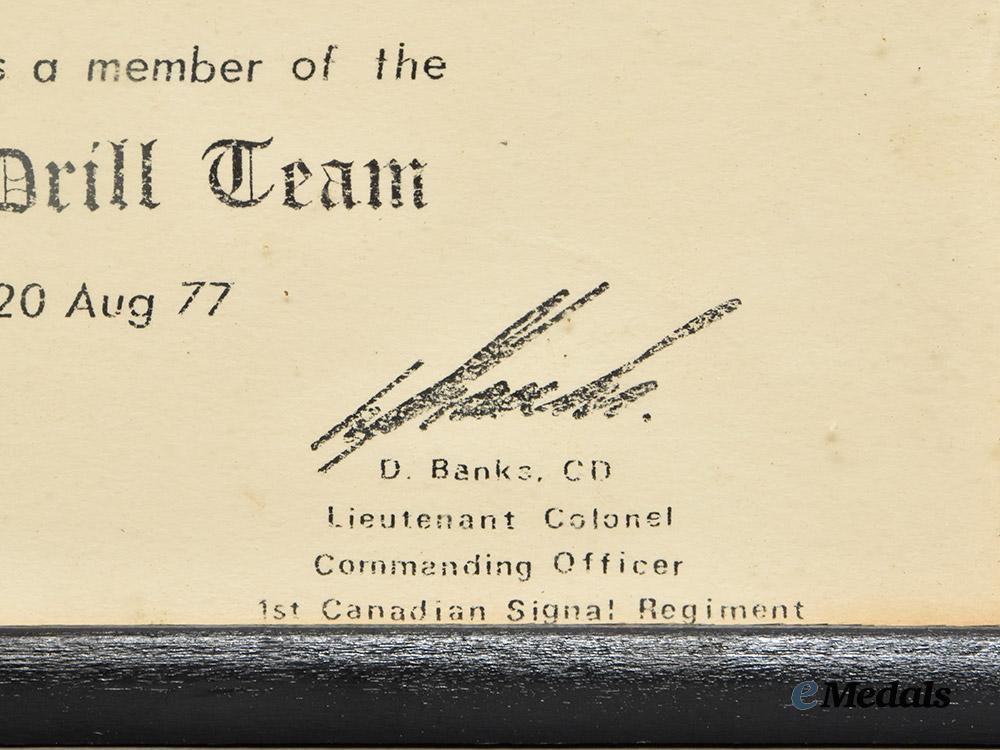 s a member of the
Drill Team
20 Aug 77
D. Banks, CD
Lieutenant Colonel
Commanding Officer
1st Canadian Signal Regiment
eMedals